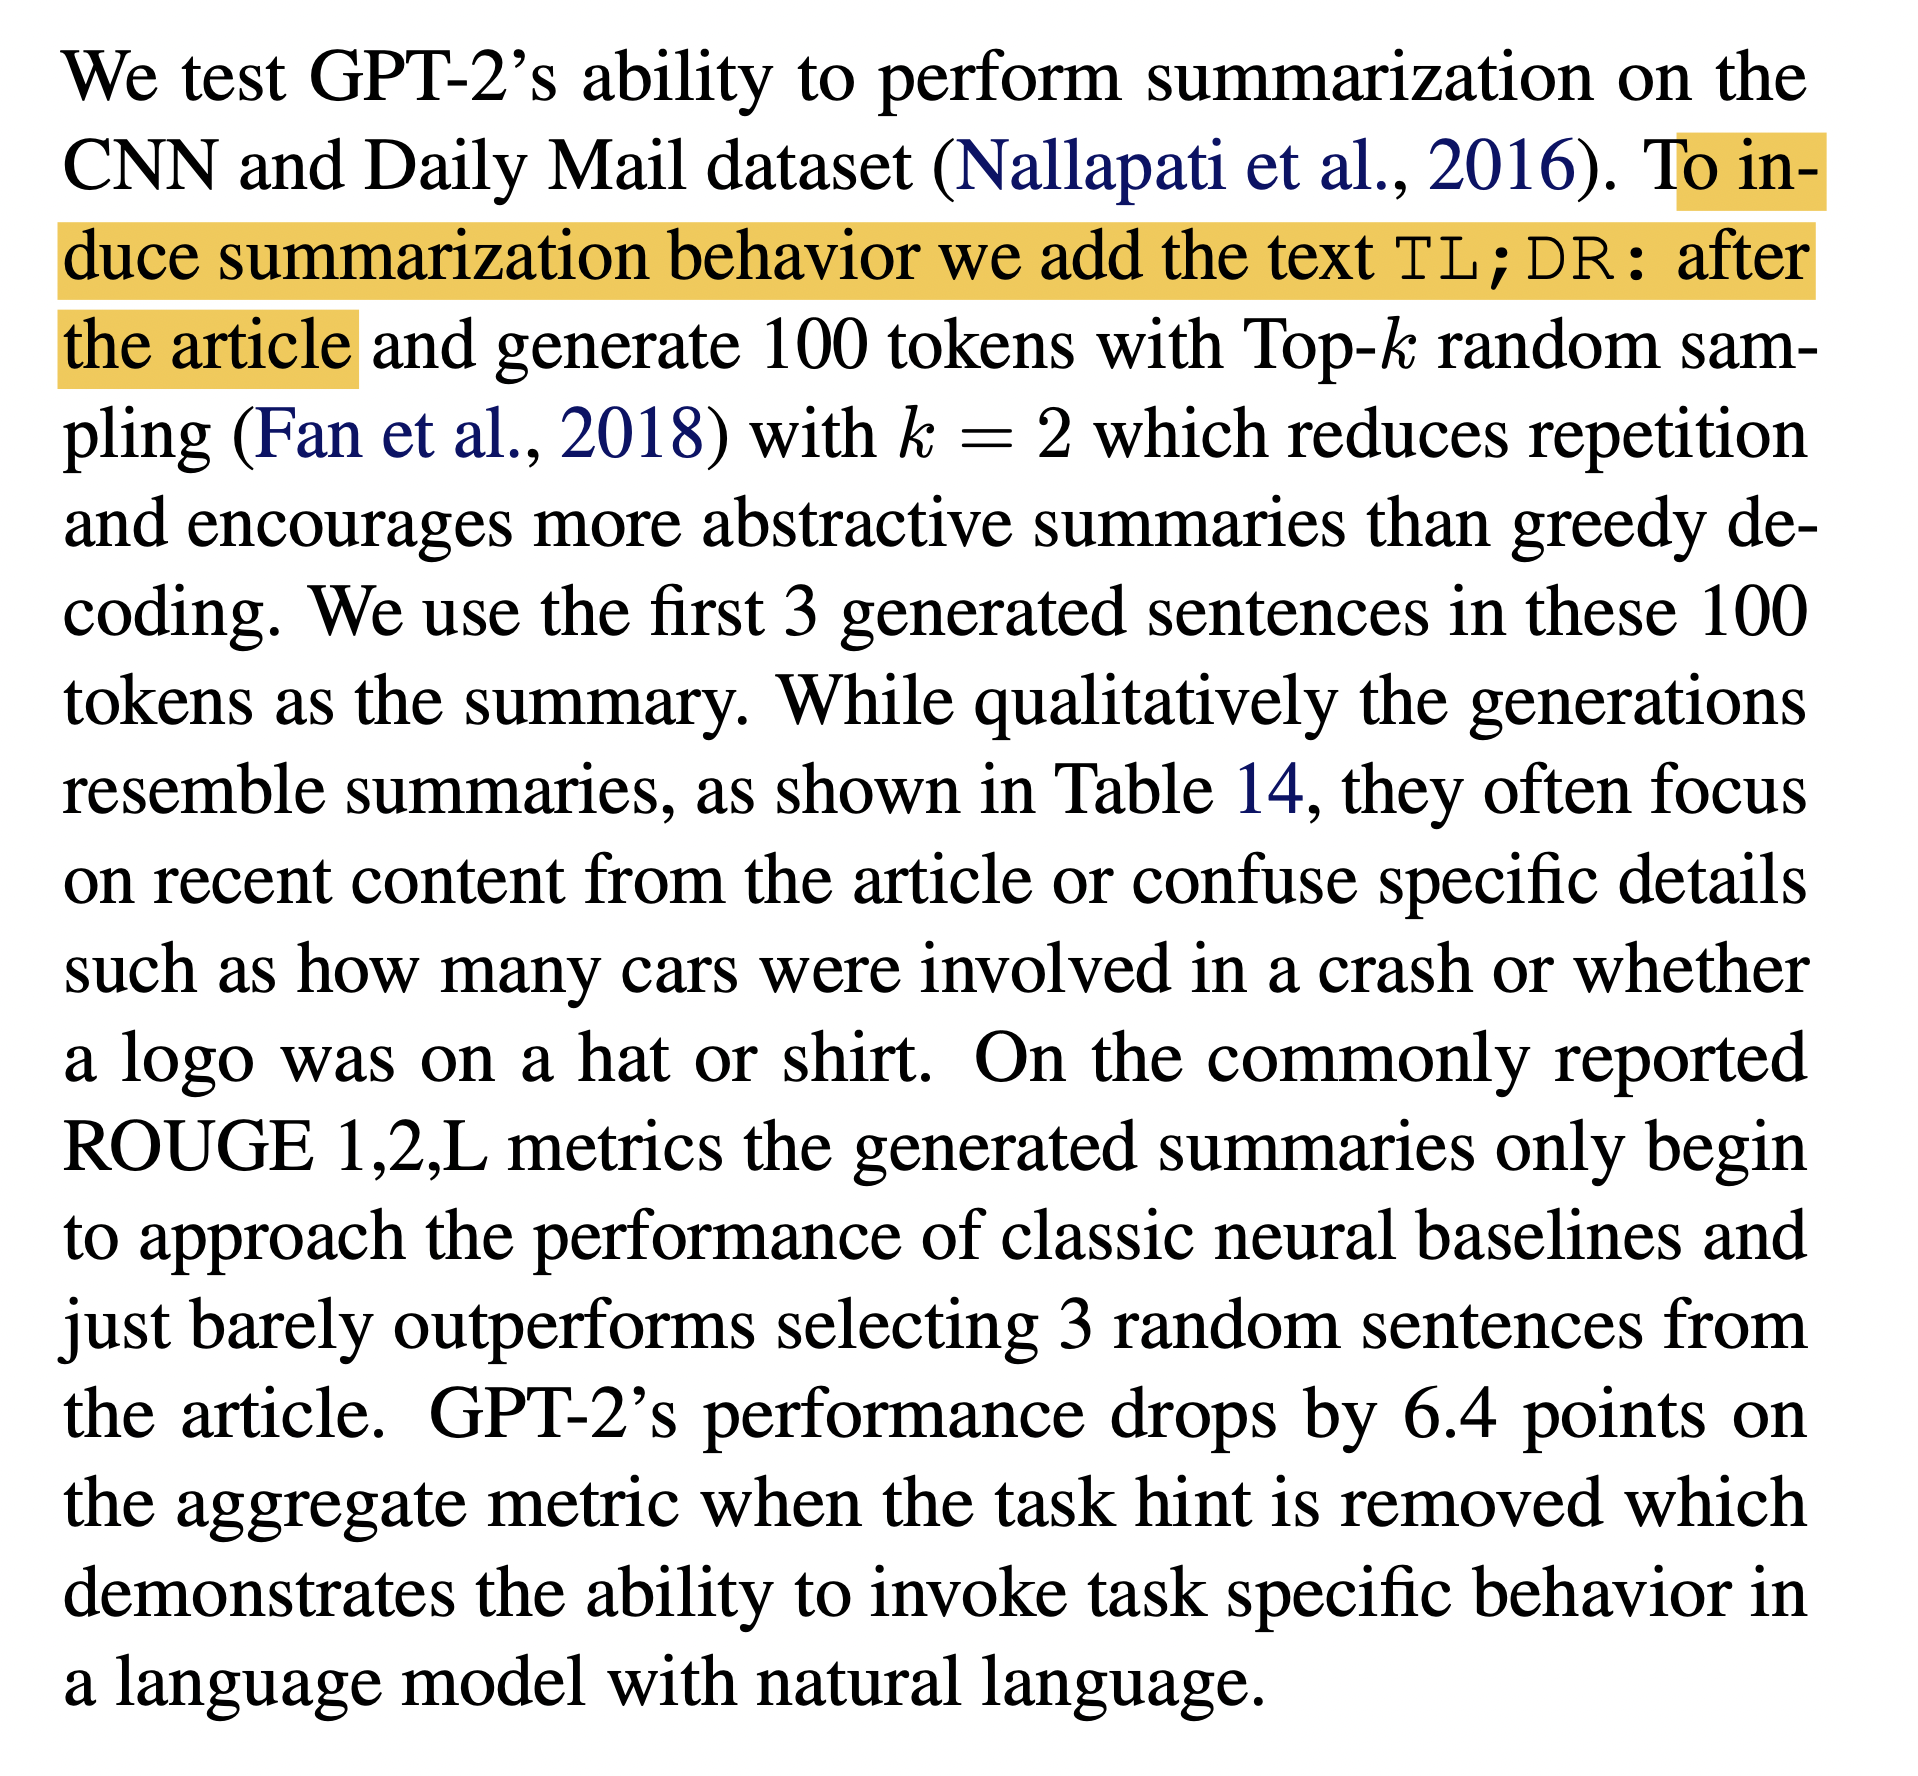 We test GPT-2’s ability to perform summarization on the
CNN and Daily Mail dataset (Nallapati et al., 2016). To in-
duce summarization behavior we add the text TL;DR: after
the article and generate 100 tokens with Top-k random sam-
pling (Fan et al., 2018) with k = 2 which reduces repetition
and encourages more abstractive summaries than greedy de-
coding. We use the first 3 generated sentences in these 100
tokens as the summary. While qualitatively the generations
resemble summaries, as shown in Table 14, they often focus
on recent content from the article or confuse specific details
such as how many cars were involved in a crash or whether
a logo was on a hat or shirt. On the commonly reported
ROUGE 1,2,L metrics the generated summaries only begin
to approach the performance of classic neural baselines and
just barely outperforms selecting 3 random sentences from
the article. GPT-2’s performance drops by 6.4 points on
the aggregate metric when the task hint is removed which
demonstrates the ability to invoke task specific behavior in
a language model with natural language.